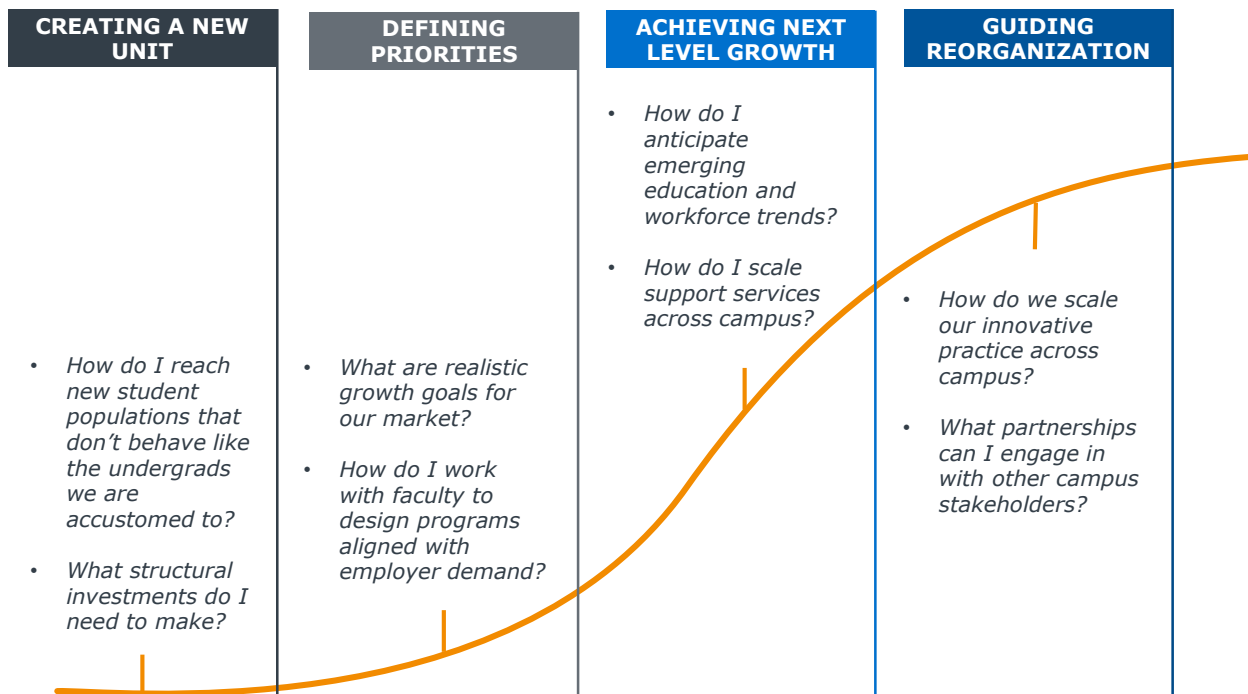 CREATING A NEW
UNIT
• How do I reach
new student
populations that
don’t behave like
the undergrads
we are
accustomed to?
• What structural
investments do I
need to make?
DEFINING
PRIORITIES
• What are realistic
growth goals for
our market?
• How do I work
with faculty to
design programs
aligned with
employer demand?
ACHIEVING NEXT
LEVEL GROWTH
• How do I
anticipate
emerging
education and
workforce trends?
• How do I scale
support services
across campus?
GUIDING
REORGANIZATION
• How do we scale
our innovative
practice across
campus?
• What partnerships
can I engage in
with other campus
stakeholders?